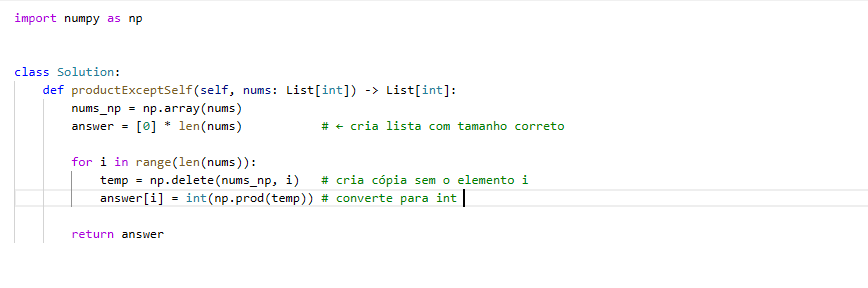 import numpy as np
class Solution:
def productExceptSelf(self, nums: List[int]) -> List[int]:
nums_np = np.array(nums)
answer = [0] * len(nums) # ← cria lista com tamanho correto
for i in range(len(nums)):
temp = np.delete(nums_np, i) # cria cópia sem o elemento i
answer[i] = int(np.prod(temp)) # converte para int
return answer